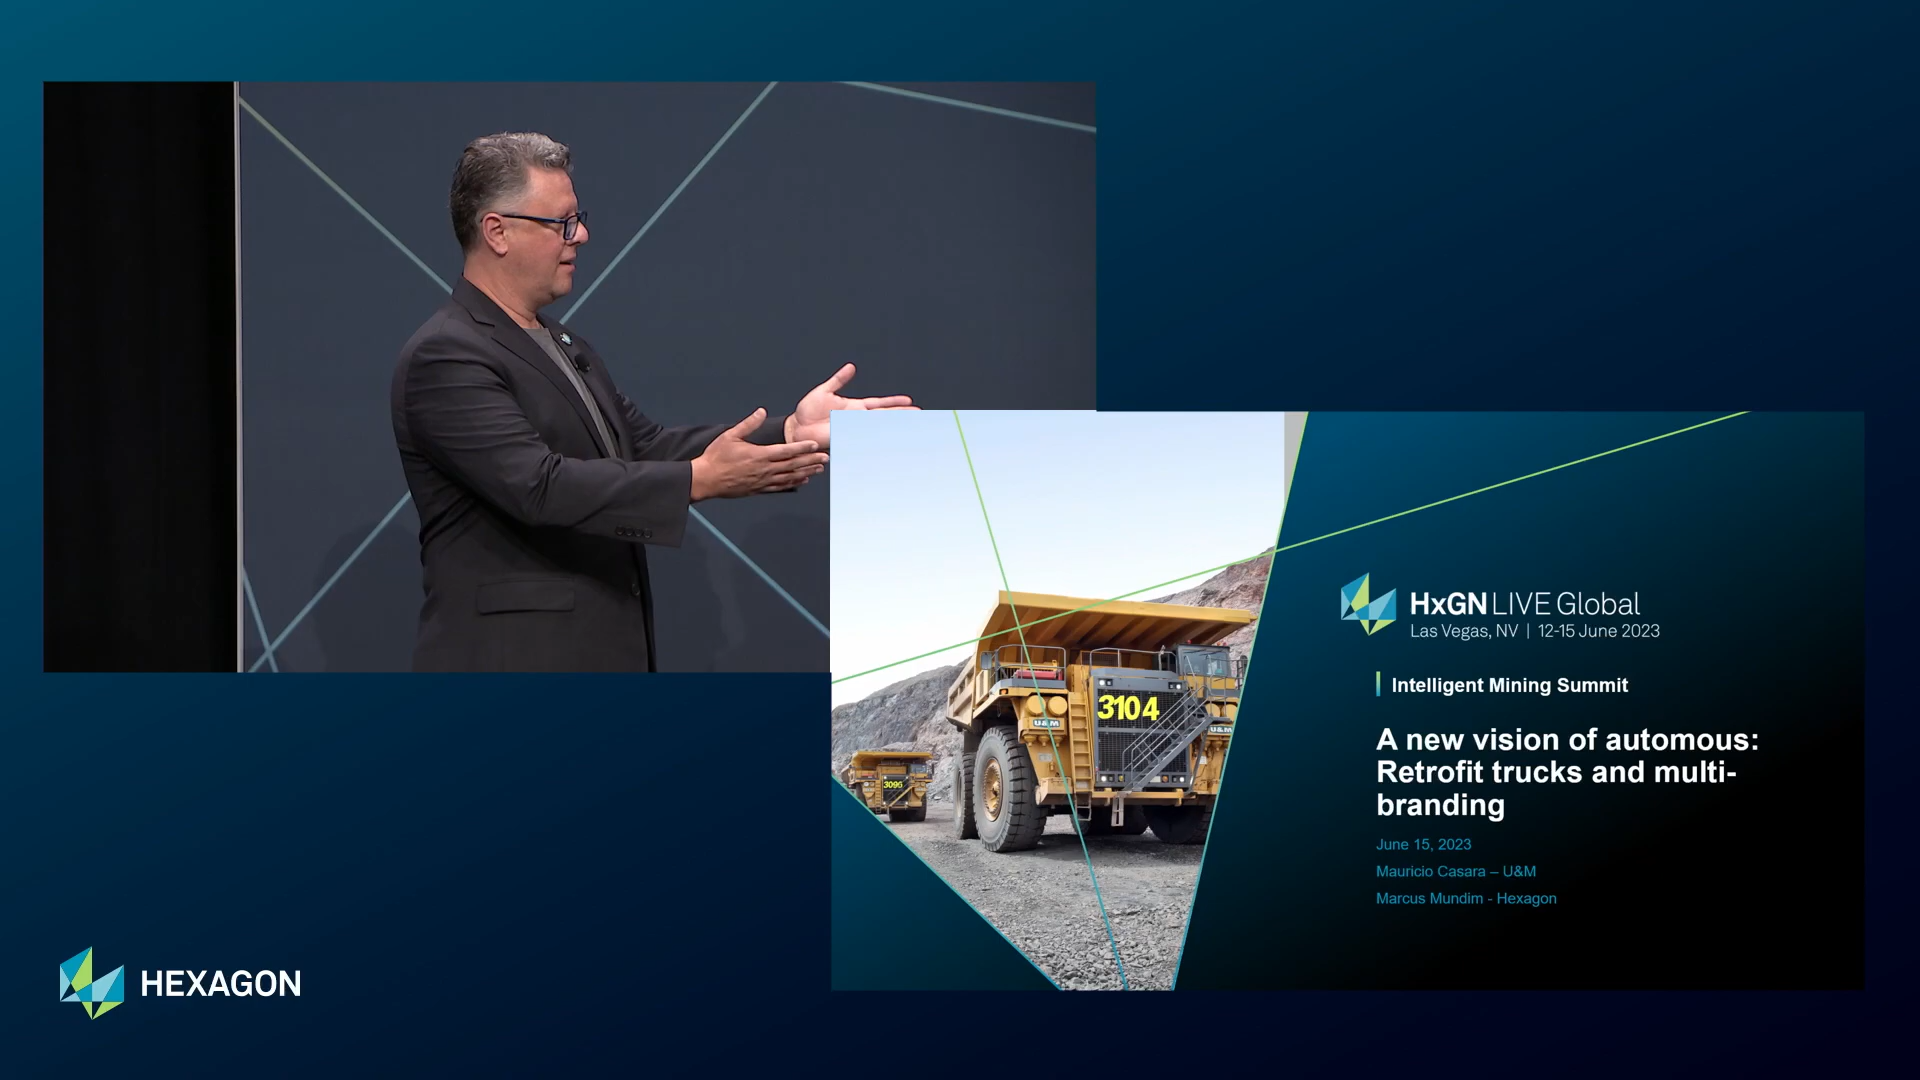 HxGN LIVE Global
Las Vegas, NV | 12-15 June 2023
Intelligent Mining Summit
A new vision of automous:
Retrofit trucks and multi-
branding
June 15, 2023
Mauricio Casara – U&M
Marcus Mundim - Hexagon
3104
U&M
U&M
3095
HEXAGON